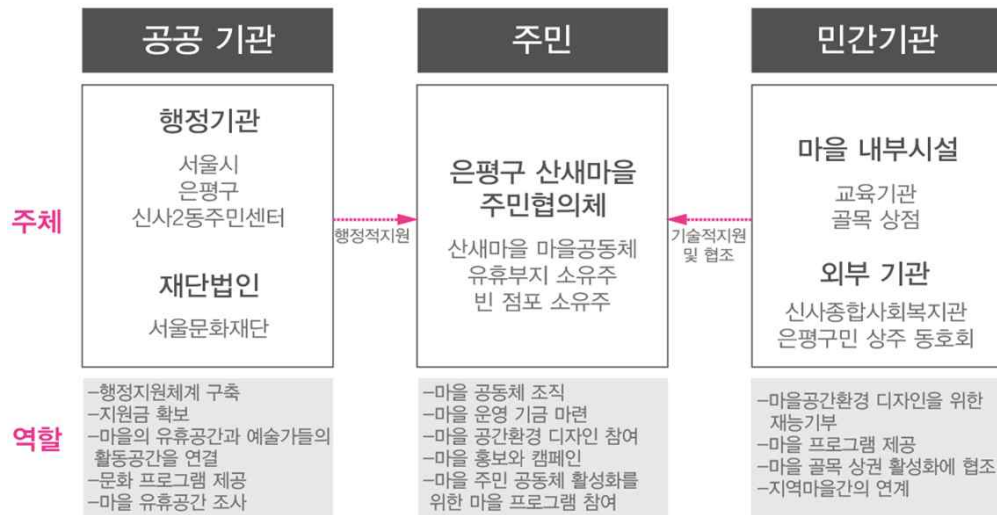 공공 기관
주민
민간기관
주체
행정기관
서울시
은평구
신사2동주민센터
재단법인
서울문화재단
행정적지원
은평구 산새마을
주민협의체
산새마을 마을공동체
유휴부지 소유주
빈 점포 소유주
기술적지원
및 협조
마을 내부시설
교육기관
골목 상점
외부 기관
신사종합사회복지관
은평구민 상주 동호회
역할
–행정지원체계 구축
–지원금 확보
–마을의 유휴공간과 예술가들의
활동공간을 연결
–문화 프로그램 제공
–마을 유휴공간 조사
–마을 공동체 조직
–마을 운영 기금 마련
–마을 공간환경 디자인 참여
–마을 홍보와 캠페인
–마을 주민 공동체 활성화를
위한 마을 프로그램 참여
–마을공간환경 디자인을 위한
재능기부
–마을 프로그램 제공
–마을 골목 상권 활성화에 협조
–지역마을간의 연계